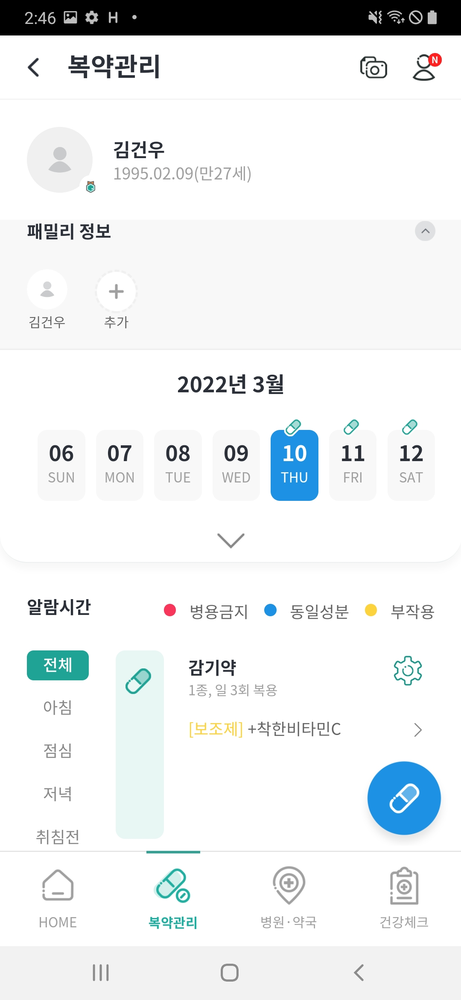 2:46
복약관리
N
김건우
1995.02.09(만27세)
패밀리 정보
김건우
추가
2022년 3월
06 07 08 09 10 11 12
SUN MON TUE WED THU FRI SAT
알람시간
병용금지 동일성분 부작용
전체
아침
점심
저녁
취침전
감기약
1종, 일 3회 복용
[보조제] +착한비타민C
HOME 복약관리 병원·약국 건강체크